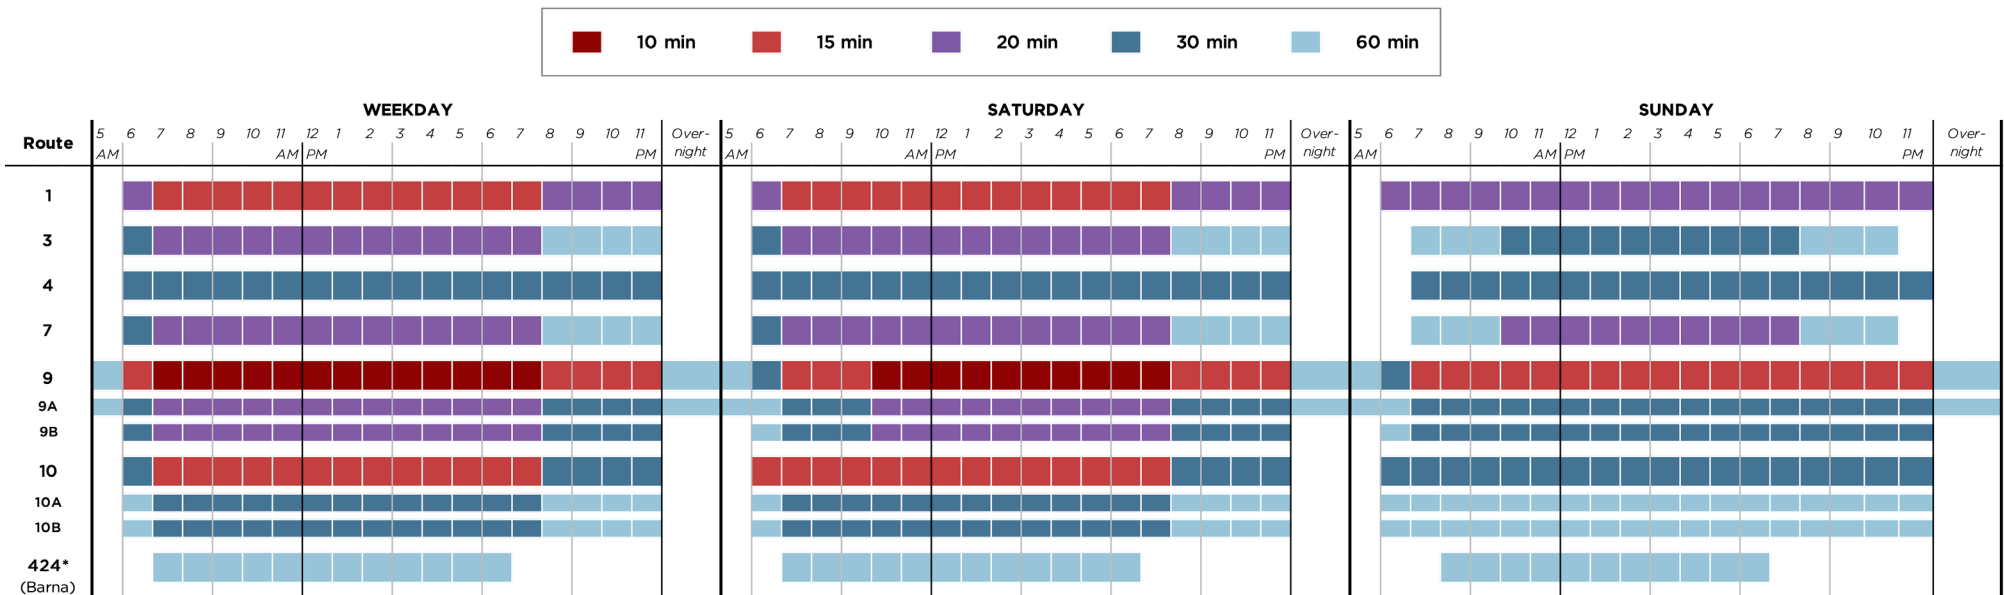 10 min 15 min 20 min 30 min 60 min
WEEKDAY SATURDAY SUNDAY
Route 5 6 7 8 9 10 11 12 1 2 3 4 5 6 7 8 9 10 11 Over- 5 6 7 8 9 10 11 12 1 2 3 4 5 6 7 8 9 10 11 Over- 5 6 7 8 9 10 11 12 1 2 3 4 5 6 7 8 9 10 11 Over-
AM AM PM PM night AM AM PM PM night AM AM PM PM night
1
3
4
7
9
9A
9B
10
10A
10B
424*
(Barna)